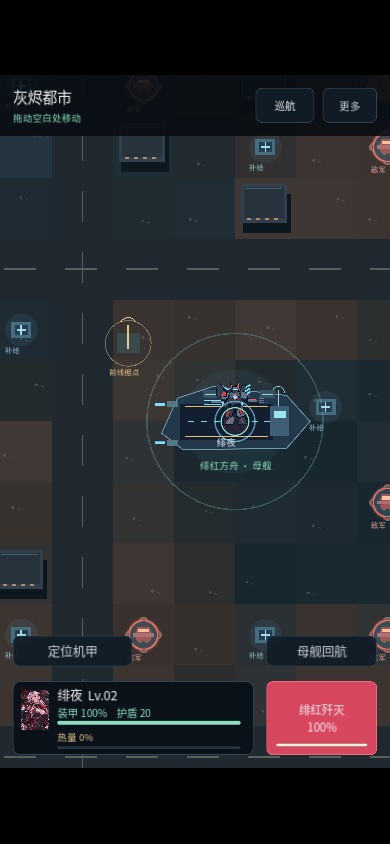 灰烬都市
拖动空白处移动
巡航
更多
补给
敌军
补给
前线据点
绯夜
补给
绯红方舟 · 母舰
敌军
定位机甲
军
补给
母舰回航
敌军
绯夜 Lv.02
装甲 100% 护盾 20
热量 0%
绯红歼灭
100%